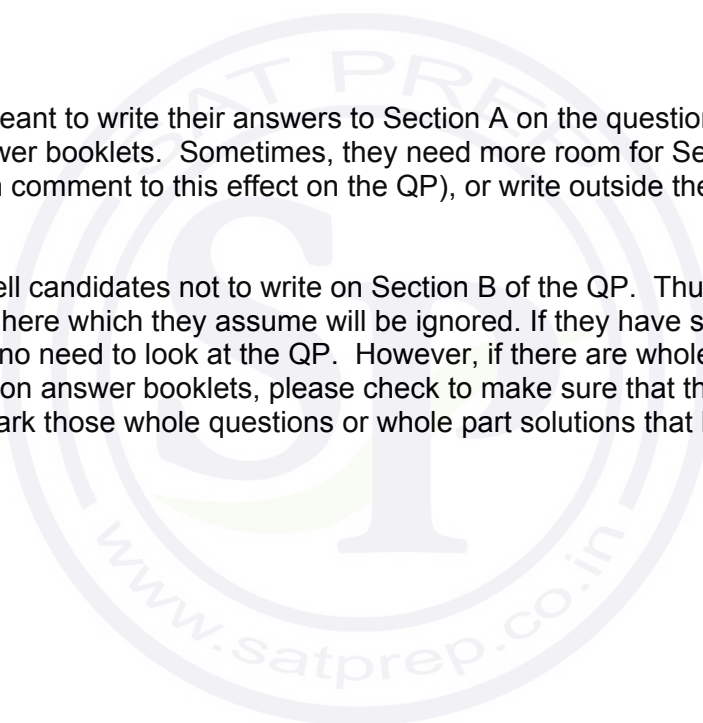 SAT PREP
eant to write their answers to Section A on the question
wer booklets.  Sometimes, they need more room for Se
comment to this effect on the QP), or write outside the
ell candidates not to write on Section B of the QP.  Thu
here which they assume will be ignored. If they have s
no need to look at the QP.  However, if there are whole
on answer booklets, please check to make sure that th
ark those whole questions or whole part solutions that
SP
www.satprep.co.in